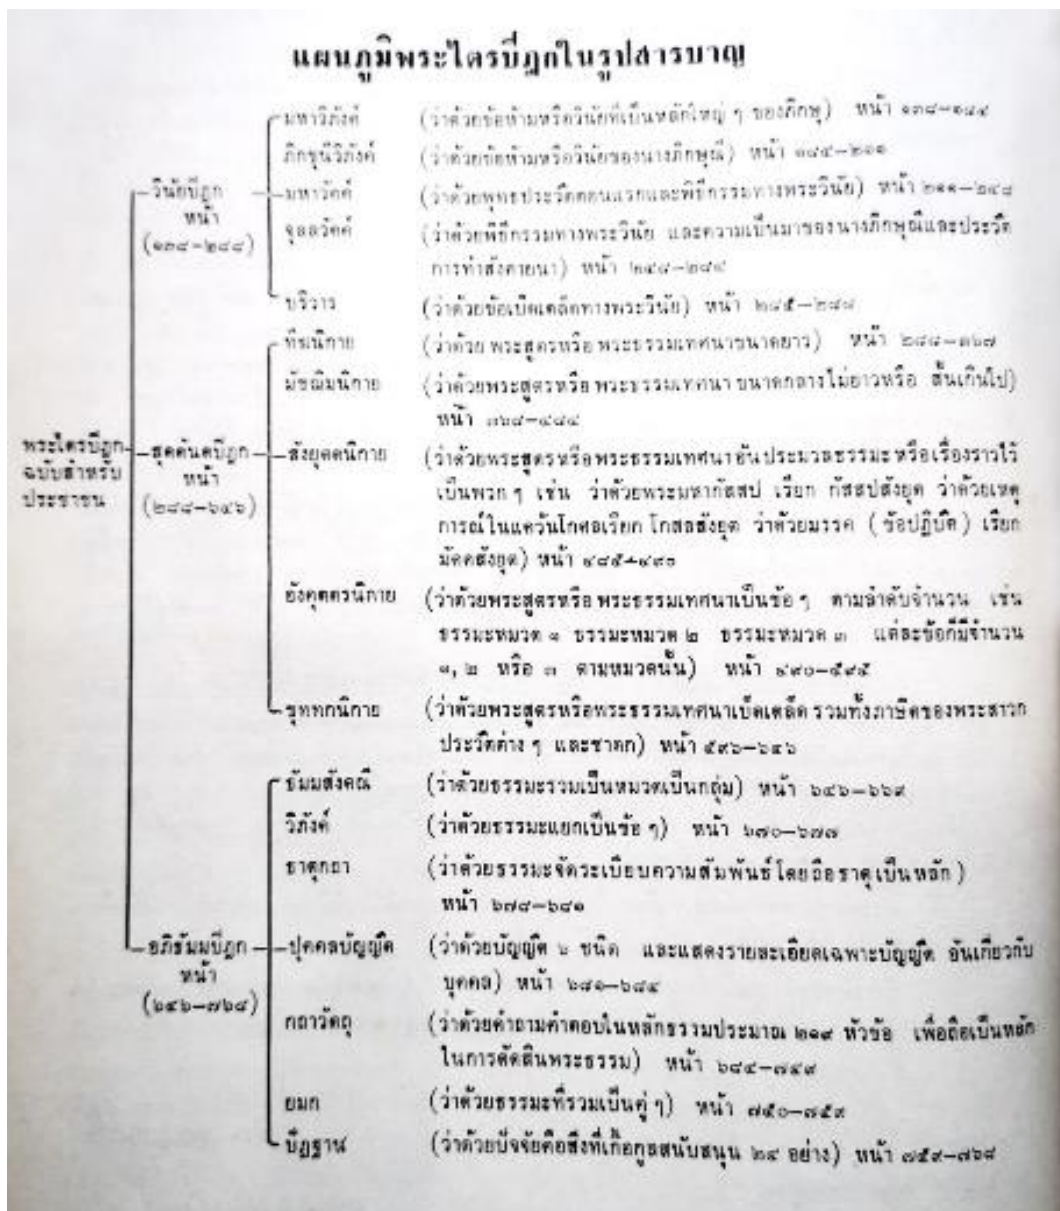 แผนภูมิพระไตรปิฎกในรูปสารบาญ
มหาวิภังค์ (ว่าด้วยข้อห้ามหรือวินัยที่เป็นหลักใหญ่ ๆ ของภิกษุ) หน้า
ภิกขุนีวิภังค์ (ว่าด้วยข้อห้ามหรือวินัยของนางภิกษุณี) หน้า
วินัยปิฎก
หน้า
มหาวัคค์ (ว่าด้วยพุทธประวัติตอนแรกและพิธีกรรมทางพระวินัย) หน้า
จุลลวัคค์ (ว่าด้วยพิธีกรรมทางพระวินัย และความเป็นมาของนางภิกษุณีและประวัติ
การทำสังคายนา) หน้า
บริวาร (ว่าด้วยข้อเบ็ดเตล็ดทางพระวินัย) หน้า
ทีฆนิกาย (ว่าด้วย พระสูตรหรือ พระธรรมเทศนาขนาดยาว) หน้า
มัชฌิมนิกาย (ว่าด้วยพระสูตรหรือ พระธรรมเทศนา ขนาดกลางไม่ยาวหรือ สั้นเกินไป)
หน้า
พระไตรปิฎก
ฉบับสำหรับ
ประชาชน
สุตตันตปิฎก
หน้า
(๒๘๘–๖๔๖)
สังยุตตนิกาย (ว่าด้วยพระสูตรหรือพระธรรมเทศนาอันประมวลธรรมะ หรือเรื่องราวไว้
เป็นพวก ๆ เช่น ว่าด้วยพระมหากัสสป เรียก กัสสปสังยุต ว่าด้วยเหตุ
การณ์ในแคว้นโกศลเรียก โกสลสังยุต ว่าด้วยมรรค (ข้อปฏิบัติ) เรียก
มัคคสังยุต) หน้า
อังคุตตรนิกาย (ว่าด้วยพระสูตรหรือ พระธรรมเทศนาเป็นข้อ ๆ ตามลำดับจำนวน เช่น
ธรรมะหมวด ๑ ธรรมะหมวด ๒ ธรรมะหมวด ๓ แต่ละข้อก็มีจำนวน
๑, ๒ หรือ ๓ ตามหมวดนั้น) หน้า ๔๙๐–๕๙๕
ขุททกนิกาย (ว่าด้วยพระสูตรหรือพระธรรมเทศนาเบ็ดเตล็ด รวมทั้งภาษิตของพระสาวก
ประวัติต่าง ๆ และชาดก) หน้า ๕๙๖–๖๔๖
ธัมมสังคณี (ว่าด้วยธรรมะรวมเป็นหมวดเป็นกลุ่ม) หน้า ๖๔๖–๖๖๙
วิภังค์ (ว่าด้วยธรรมะแยกเป็นข้อ ๆ) หน้า ๖๗๐–๖๗๗
ธาตุกถา (ว่าด้วยธรรมะจัดระเบียบความสัมพันธ์โดยถือธาตุเป็นหลัก)
หน้า ๖๗๘–๖๘๑
อภิธัมมปิฎก
หน้า
(๖๔๖–๗๖๘)
ปุคคลบัญญัติ (ว่าด้วยบัญญัติ ๖ ชนิด และแสดงรายละเอียดเฉพาะบัญญัติ อันเกี่ยวกับ
บุคคล) หน้า ๖๘๑–๖๘๔
กถาวัตถุ (ว่าด้วยคำถามคำตอบในหลักธรรมประมาณ ๒๑๙ หัวข้อ เพื่อถือเป็นหลัก
ในการตัดสินพระธรรม) หน้า ๖๘๔–๗๔๙
ยมก (ว่าด้วยธรรมะที่รวมเป็นคู่ ๆ) หน้า ๗๕๐–๗๕๙
ปัฏฐาน (ว่าด้วยปัจจัยคือสิ่งที่เกื้อกูลสนับสนุน ๒๔ อย่าง) หน้า ๗๕๙–๗๖๘